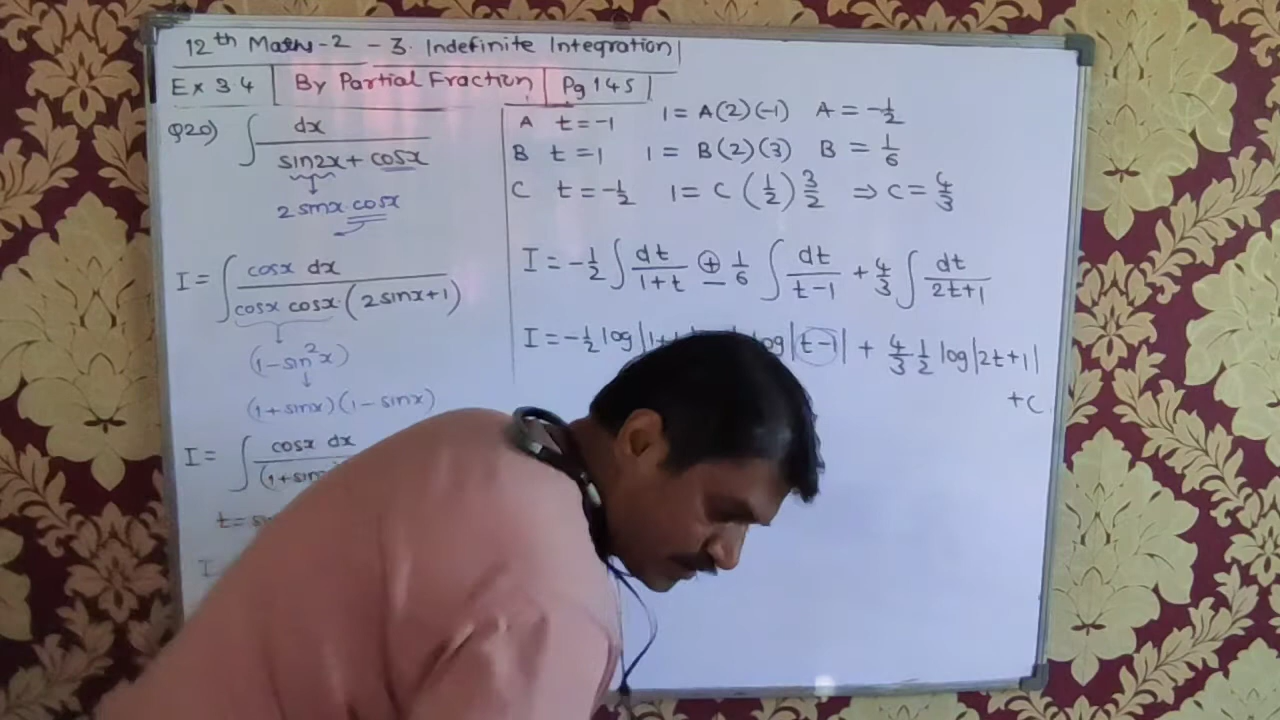 12th Maths-2 - 3. Indefinite Integration
Ex 3.4 | By Partial Fraction | Pg 145 |
Q20) ∫ dx / (sin2x + cosx)
2 sinx.cosx
I = ∫ cosx dx / (cosx cosx.(2sinx+1))
(1-sin²x)
(1+sinx)(1-sinx)
I = ∫ cosx dx
(1+sin
t=
I
A t=-1 1=A(2)(-1) A=-1/2
B t=1 1=B(2)(3) B=1/6
C t=-1/2 1=C(1/2)3/2 ⇒ C=4/3
I = -1/2 ∫ dt/(1+t) + 1/6 ∫ dt/(t-1) + 4/3 ∫ dt/(2t+1)
I = -1/2 log|1+ log|t-1| + 4/3 1/2 log|2t+1|
+c